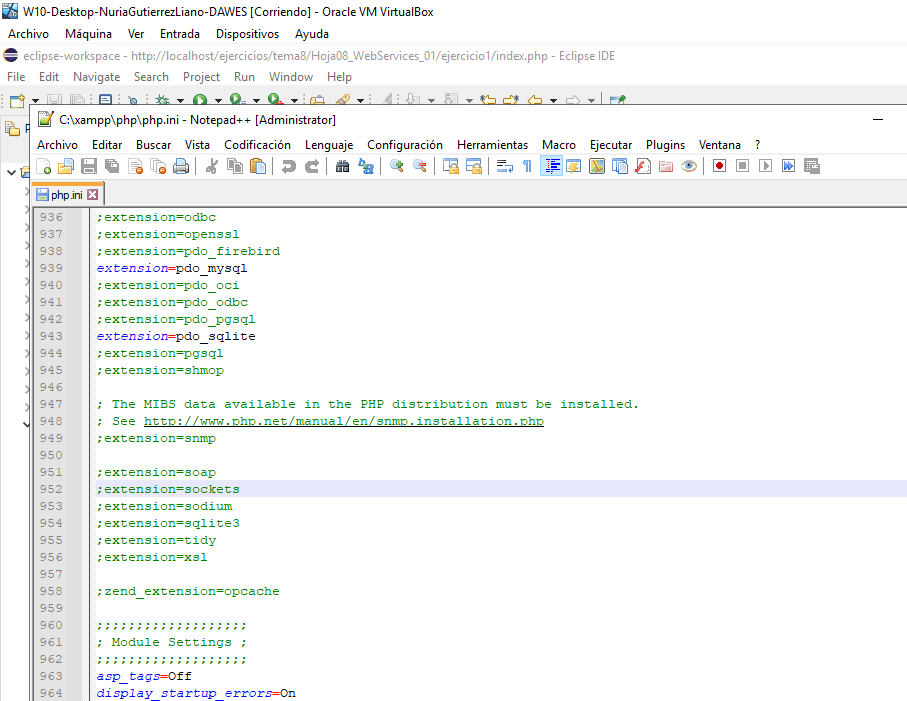 W10-Desktop-NuriaGutierrezLiano-DAWES [Corriendo] - Oracle VM VirtualBox
Archivo Máquina Ver Entrada Dispositivos Ayuda
eclipse-workspace - http://localhost/ejercicios/tema8/Hoja08_WebServices_01/ejercicio1/index.php - Eclipse IDE
File Edit Navigate Search Project Run Window Help
C:\xampp\php\php.ini - Notepad++ [Administrator]
Archivo Editar Buscar Vista Codificación Lenguaje Configuración Herramientas Macro Ejecutar Plugins Ventana ?
php.ini
936 ;extension=odbc
937 ;extension=openssl
938 ;extension=pdo_firebird
939 extension=pdo_mysql
940 ;extension=pdo_oci
941 ;extension=pdo_odbc
942 ;extension=pdo_pgsql
943 extension=pdo_sqlite
944 ;extension=pgsql
945 ;extension=shmop
946
947 ; The MIBS data available in the PHP distribution must be installed.
948 ; See http://www.php.net/manual/en/snmp.installation.php
949 ;extension=snmp
950
951 ;extension=soap
952 ;extension=sockets
953 ;extension=sodium
954 ;extension=sqlite3
955 ;extension=tidy
956 ;extension=xsl
957
958 ;zend_extension=opcache
959
960 ;;;;;;;;;;;;;;;;;;;
961 ; Module Settings ;
962 ;;;;;;;;;;;;;;;;;;;
963 asp_tags=Off
964 display_startup_errors=On